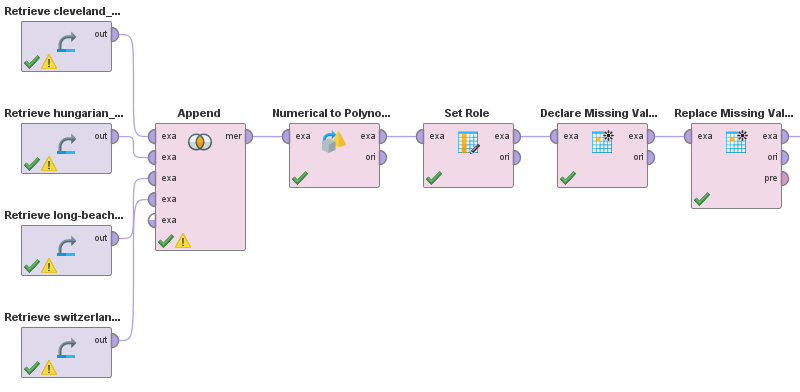 Retrieve cleveland_...
out
Retrieve hungarian_...
out
Retrieve long-beach...
out
Retrieve switzerlan...
out
Append
exa mer
exa
exa
exa
exa
Numerical to Polyno...
exa exa
ori
Set Role
exa exa
ori
Declare Missing Val...
exa exa
ori
Replace Missing Val...
exa exa
ori
pre